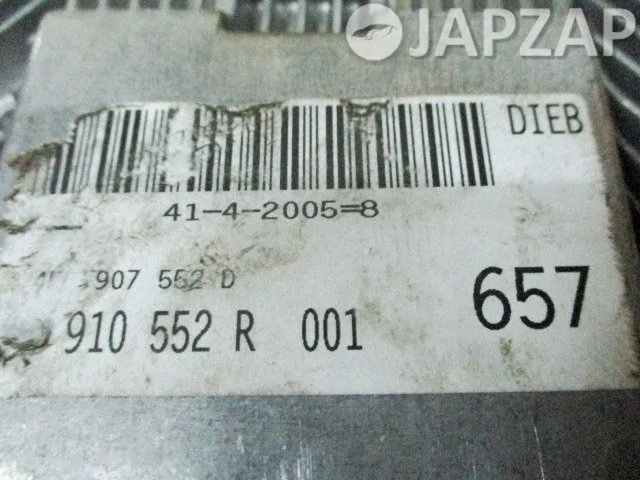 JAPZAP
DIEB
41-4-2005=8
907 552 D
910 552 R 001
657